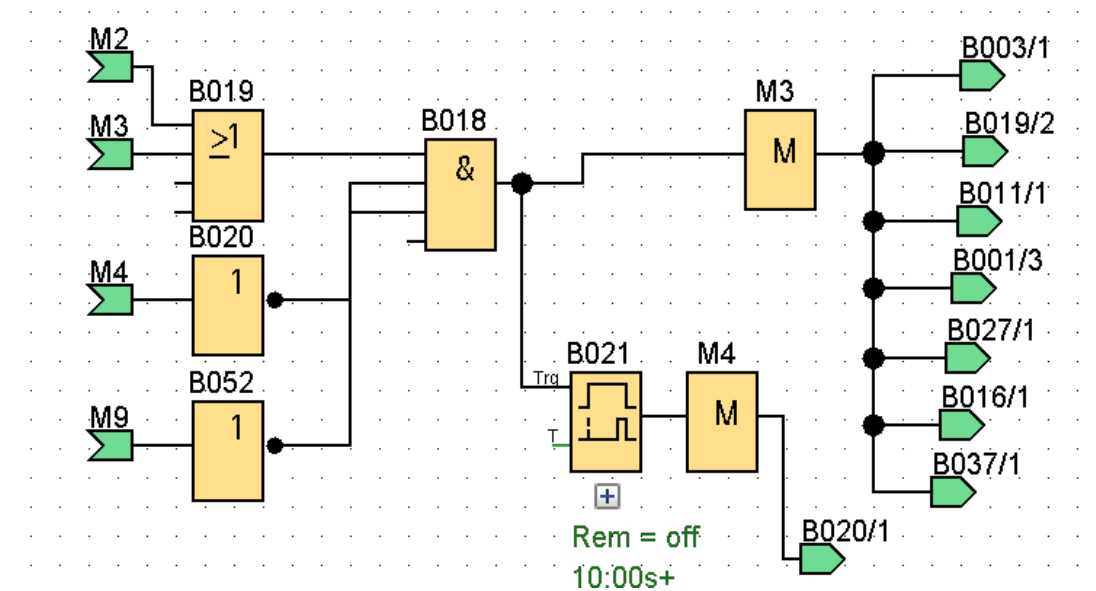 M2
B019
≥1
M3
B018
&
M3
M
B003/1
B019/2
B011/1
B001/3
B020
1
M4
B027/1
B016/1
B037/1
B052
1
M9
B021
Trg
T
M4
M
Rem = off
10:00s+
B020/1